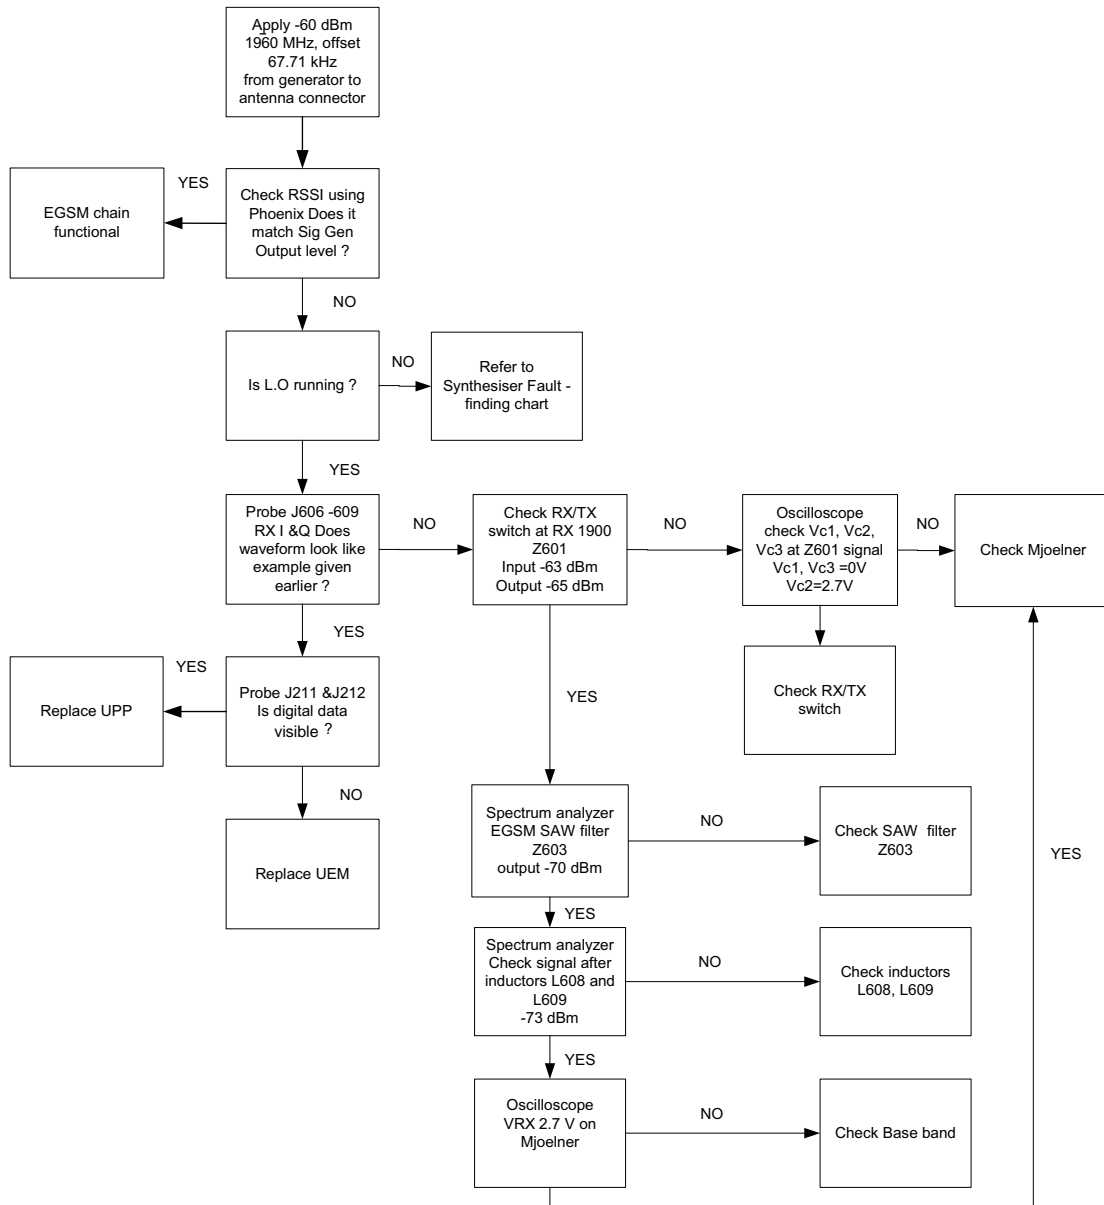 Apply -60 dBm
1960 MHz, offset
67.71 kHz
from generator to
antenna connector
YES
EGSM chain
functional
Check RSSI using
Phoenix Does it
match Sig Gen
Output level ?
NO
Is L.O running ?
NO
Refer to
Synthesiser Fault -
finding chart
YES
Probe J606 -609
RX I &Q Does
waveform look like
example given
earlier ?
NO
Check RX/TX
switch at RX 1900
Z601
Input -63 dBm
Output -65 dBm
NO
Oscilloscope
check Vc1, Vc2,
Vc3 at Z601 signal
Vc1, Vc3 =0V
Vc2=2.7V
NO
Check Mjoelner
YES
YES
Replace UPP
Probe J211 &J212
Is digital data
visible ?
YES
Check RX/TX
switch
NO
Replace UEM
Spectrum analyzer
EGSM SAW filter
Z603
output -70 dBm
NO
Check SAW filter
Z603
YES
YES
Spectrum analyzer
Check signal after
inductors L608 and
L609
-73 dBm
NO
Check inductors
L608, L609
YES
Oscilloscope
VRX 2.7 V on
Mjoelner
NO
Check Base band